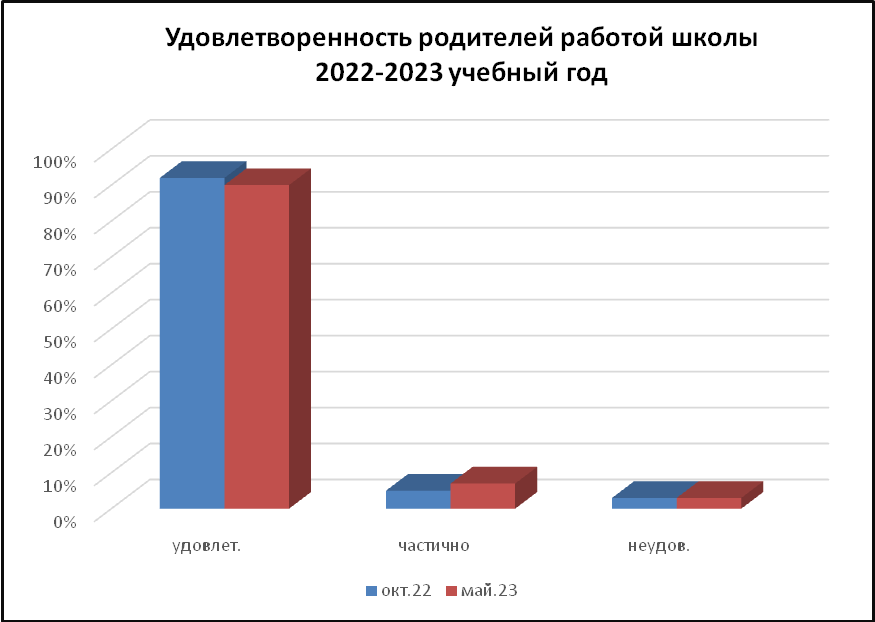 Удовлетворенность родителей работой школы
2022-2023 учебный год
100%
90%
80%
70%
60%
50%
40%
30%
20%
10%
0%
удовлет.
частично
неудов.
окт.22
май.23